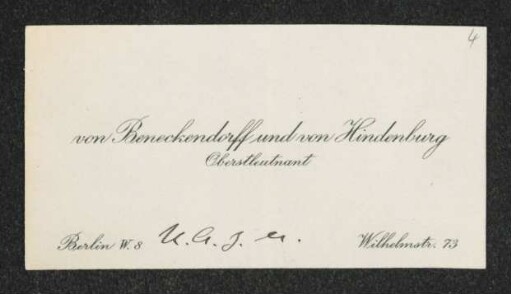 4
von Beneckendorff und von Hindenburg
Oberstleutnant
Berlin W. 8 U. A. z. n. Wilhelmstr. 73